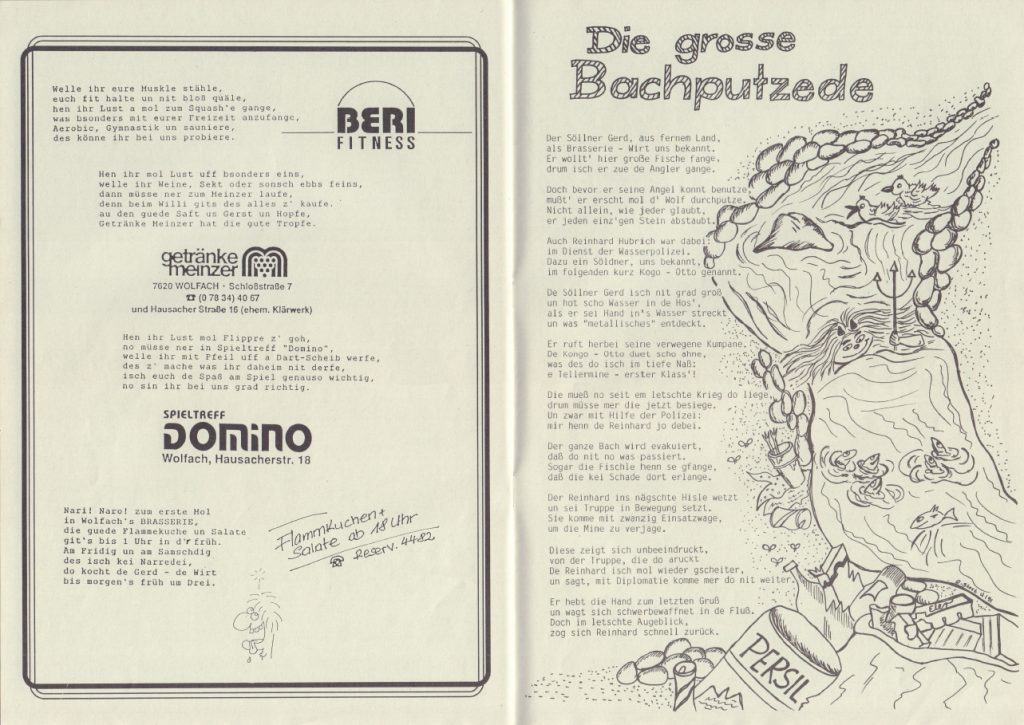 Welle ihr eure Muskle stähle,
euch fit halte un nit bloß quäle,
hen ihr Lust a mol zum Squash'e gange,
was bsonders mit eurer Freizeit anzufange,
Aerobic, Gymnastik un sauniere,
des könne ihr bei uns probiere.
BERI
FITNESS
Hen ihr mol Lust uff bsonders eins,
welle ihr Weine, Sekt oder sonsch ebbs feins,
dann müsse ner zum Meinzer laufe,
denn beim Willi gits des alles z' kaufe.
au den guede Saft us Gerst un Hopfe,
Getränke Meinzer hat die gute Tropfe.
getränke
meinzer
7620 WOLFACH - Schloßstraße 7
☎ (0 78 34) 40 67
und Hausacher Straße 16 (ehem. Klärwerk)
Hen ihr Lust mol Flippre z' goh,
no müsse ner in Spieltreff "Domino",
welle ihr mit Pfeil uff a Dart-Scheib werfe,
des z' mache was ihr daheim nit derfe,
isch euch de Spaß am Spiel genauso wichtig,
no sin ihr bei uns grad richtig.
SPIELTREFF
DOMINO
Wolfach, Hausacherstr. 18
Nari! Naro! zum erste Mol
in Wolfach's BRASSERIE,
die guede Flammekuche un Salate
git's bis 1 Uhr in d'r früh.
Am Fridig un am Samschdig
des isch kei Narredei,
do kocht de Gerd - de Wirt
bis morgen's früh um Drei.
Flammkuchen +
Salate ab 18 Uhr
☎ Reserv. 4482
Die grosse
Bachputzede
Der Söllner Gerd, aus fernem Land,
als Brasserie - Wirt uns bekannt.
Er wollt' hier große Fische fange,
drum isch er zue de Angler gange.
Doch bevor er seine Angel konnt benutze,
mußt' er erscht mol d' Wolf durchputze.
Nicht allein, wie jeder glaubt,
er jeden einz'gen Stein abstaubt.
Auch Reinhard Hubrich war dabei:
im Dienst der Wasserpolizei.
Dazu ein Söldner, uns bekannt,
im folgenden kurz Kogo - Otto genannt.
De Söllner Gerd isch nit grad groß
un hot scho Wasser in de Hos',
als er sei Hand in's Wasser streckt
un was "metallisches" entdeckt.
Er ruft herbei seine verwegene Kumpane.
De Kongo - Otto duet scho ahne,
was des do isch im tiefe Naß:
e Tellermine - erster Klass'!
Die mueß no seit em letschte Krieg do liege,
drum müsse mer die jetzt besiege.
Un zwar mit Hilfe der Polizei:
mir henn de Reinhard jo debei.
Der ganze Bach wird evakuiert,
daß do nit no was passiert.
Sogar die Fischle henn se gfange,
daß die kei Schade dort erlange.
Der Reinhard ins nägschte Hisle wetzt
un sei Truppe in Bewegung setzt.
Sie komme mit zwanzig Einsatzwage,
um die Mine zu verjage.
Diese zeigt sich unbeeindruckt,
von der Truppe, die do aruckt
De Reinhard isch mol wieder gscheiter,
un sagt, mit Diplomatie komme mer do nit weiter.
Er hebt die Hand zum letzten Gruß
un wagt sich schwerbewaffnet in de Fluß.
Doch im letschte Augeblick,
zog sich Reinhard schnell zurück.
PERSIL